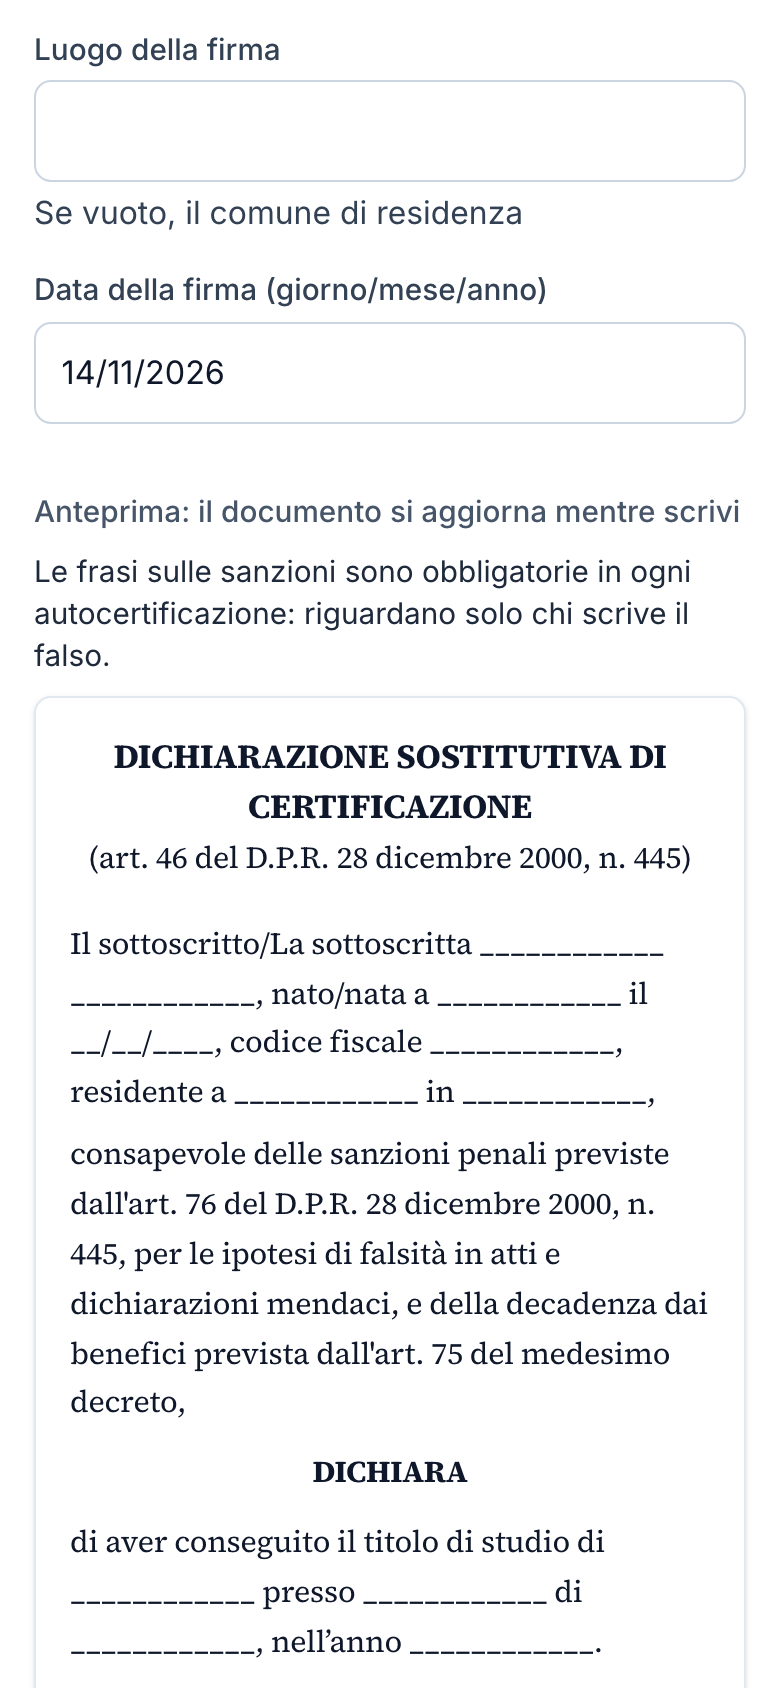 Luogo della firma
Se vuoto, il comune di residenza
Data della firma (giorno/mese/anno)
14/11/2026
Anteprima: il documento si aggiorna mentre scrivi
Le frasi sulle sanzioni sono obbligatorie in ogni
autocertificazione: riguardano solo chi scrive il
falso.
DICHIARAZIONE SOSTITUTIVA DI
CERTIFICAZIONE
(art. 46 del D.P.R. 28 dicembre 2000, n. 445)
Il sottoscritto/La sottoscritta ____________
____________, nato/nata a ____________ il
__/__/____, codice fiscale ____________,
residente a ____________ in ____________,
consapevole delle sanzioni penali previste
dall'art. 76 del D.P.R. 28 dicembre 2000, n.
445, per le ipotesi di falsità in atti e
dichiarazioni mendaci, e della decadenza dai
benefici prevista dall'art. 75 del medesimo
decreto,
DICHIARA
di aver conseguito il titolo di studio di
____________ presso ____________ di
____________, nell’anno ____________.